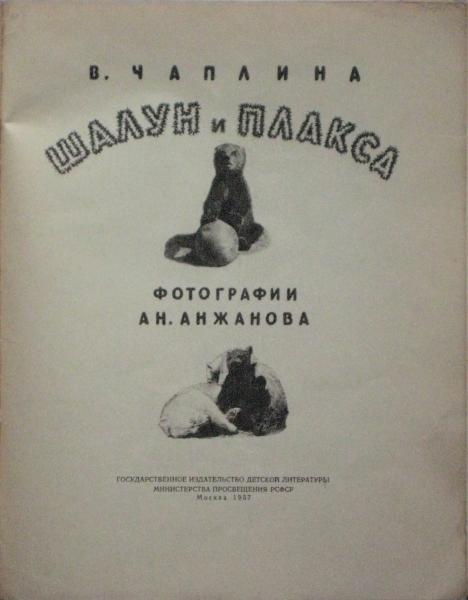 В. ЧАПЛИНА
ШАЛУН и ПЛАКСА
ФОТОГРАФИИ
АН. АНЖАНОВА
ГОСУДАРСТВЕННОЕ ИЗДАТЕЛЬСТВО ДЕТСКОЙ ЛИТЕРАТУРЫ
МИНИСТЕРСТВА ПРОСВЕЩЕНИЯ РСФСР
Москва 1957